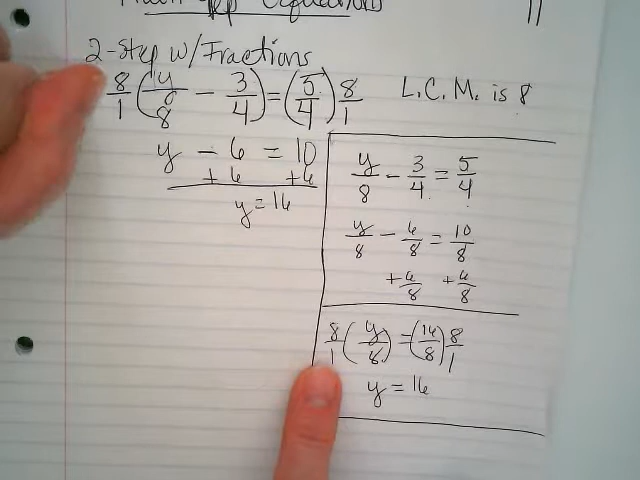 Equations
2-Step w/Fractions
8/1 (y/8 - 3/4) = (5/4) 8/1
L.C.M. is 8
y - 6 = 10
+6 +6
y = 16
y/8 - 3/4 = 5/4
y/8 - 6/8 = 10/8
+6/8 +6/8
8/1 (y/8) = (16/8) 8/1
y = 16